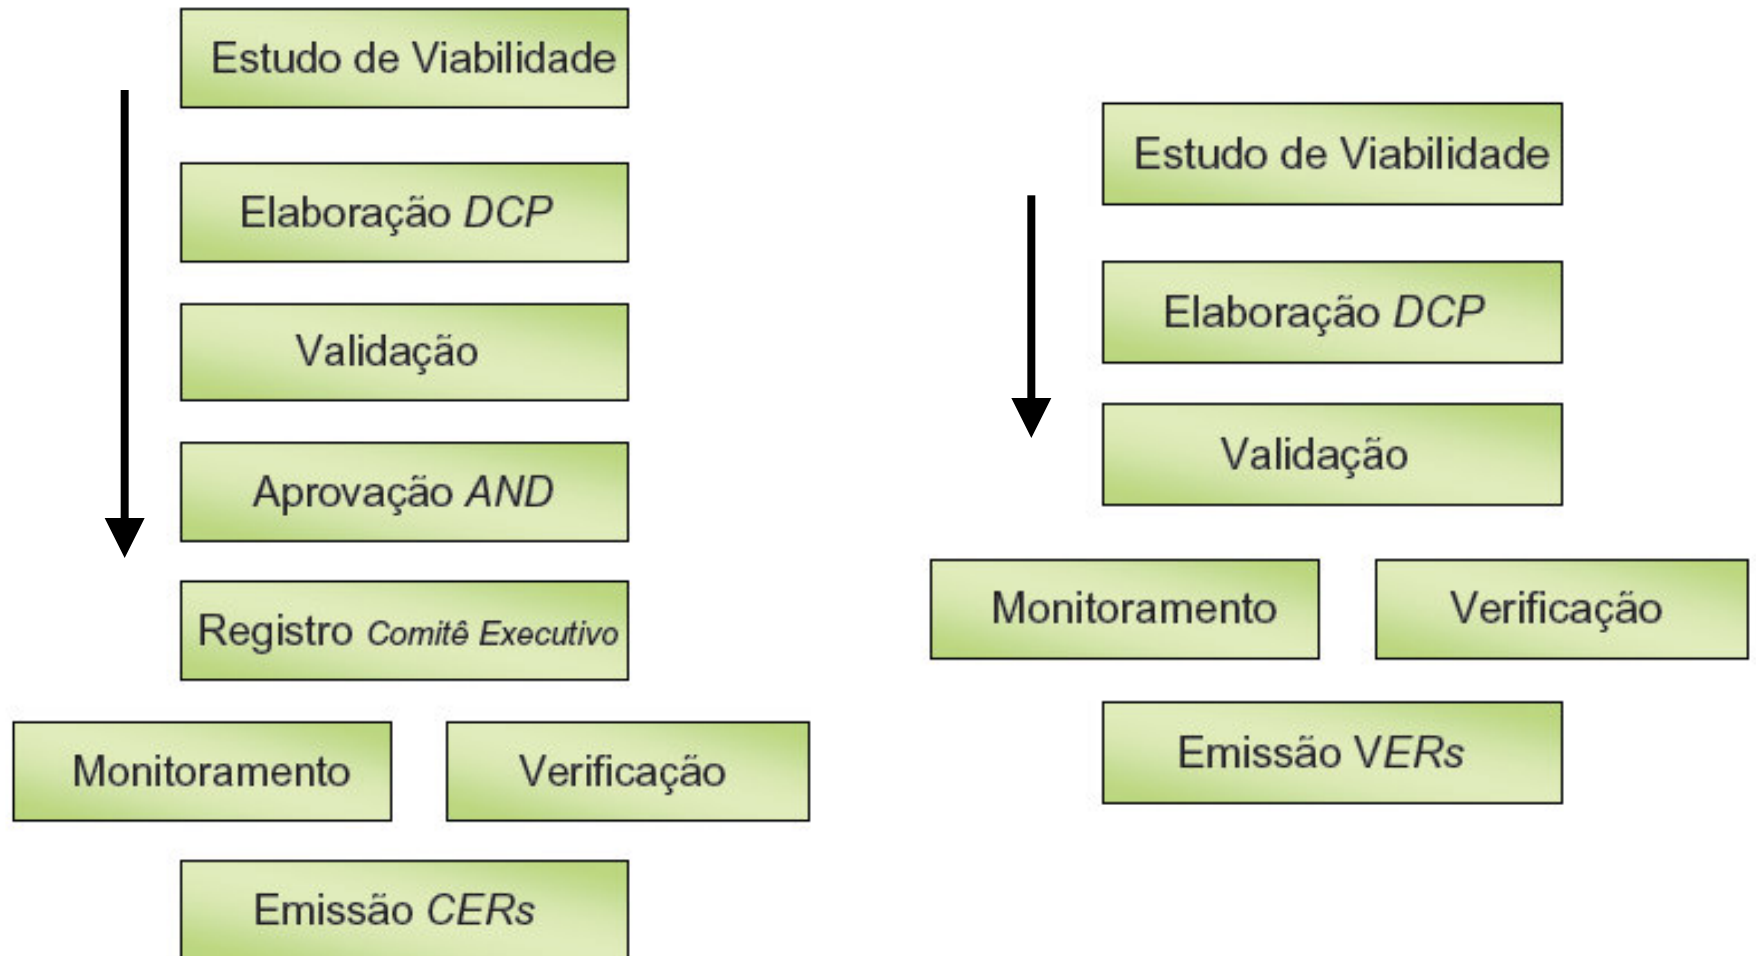 Estudo de Viabilidade
Elaboração DCP
Validação
Aprovação AND
Registro Comitê Executivo
Monitoramento
Verificação
Emissão CERs
Estudo de Viabilidade
Elaboração DCP
Validação
Monitoramento
Verificação
Emissão VERs